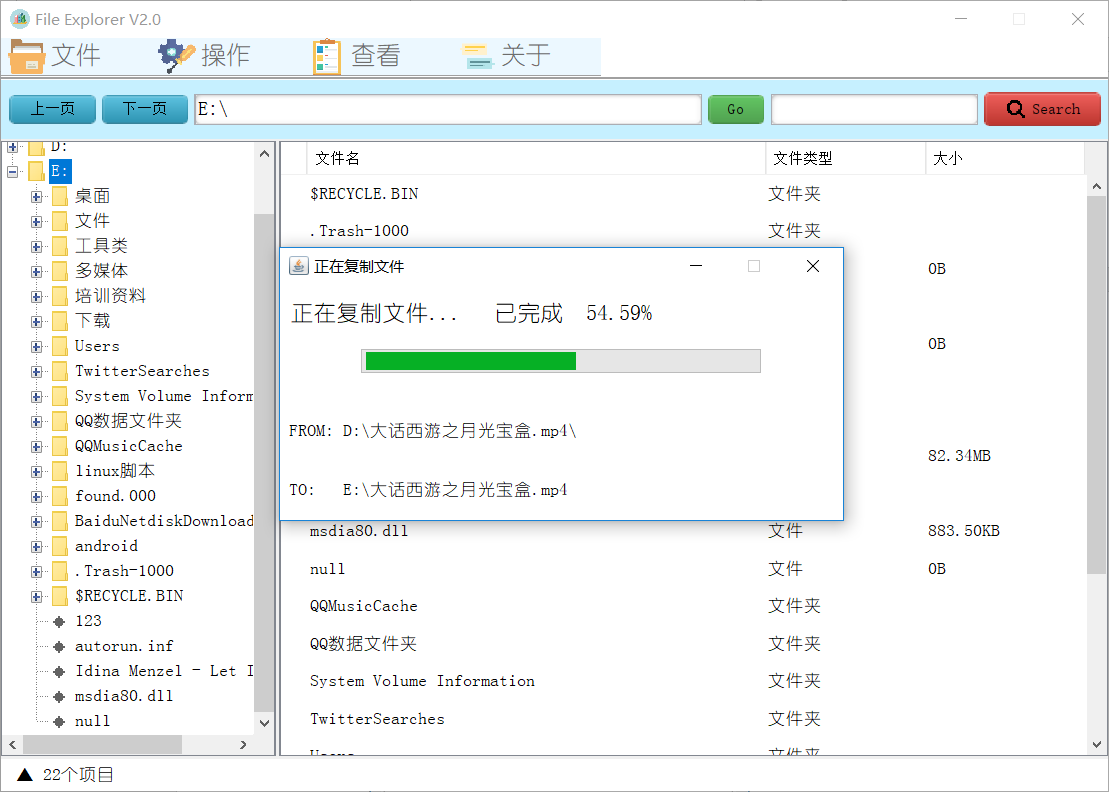 File Explorer V2.0
文件 操作 查看 关于
上一页 下一页 E:\ Go Search
D:
E:
桌面
文件
工具类
多媒体
培训资料
下载
Users
TwitterSearches
System Volume Inform
QQ数据文件夹
QQMusicCache
linux脚本
found.000
BaiduNetdiskDownload
android
.Trash-1000
$RECYCLE.BIN
123
autorun.inf
Idina Menzel - Let I
msdia80.dll
null
文件名 文件类型 大小
$RECYCLE.BIN 文件夹
.Trash-1000 文件夹
0B
0B
82.34MB
msdia80.dll 文件 883.50KB
null 文件 0B
QQMusicCache 文件夹
QQ数据文件夹 文件夹
System Volume Information 文件夹
TwitterSearches 文件夹
Users 文件夹
正在复制文件
正在复制文件... 已完成 54.59%
FROM: D:\大话西游之月光宝盒.mp4\
TO: E:\大话西游之月光宝盒.mp4
22个项目